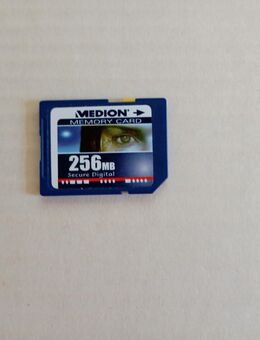 MEDION
MEMORY CARD
256MB
Secure Digital